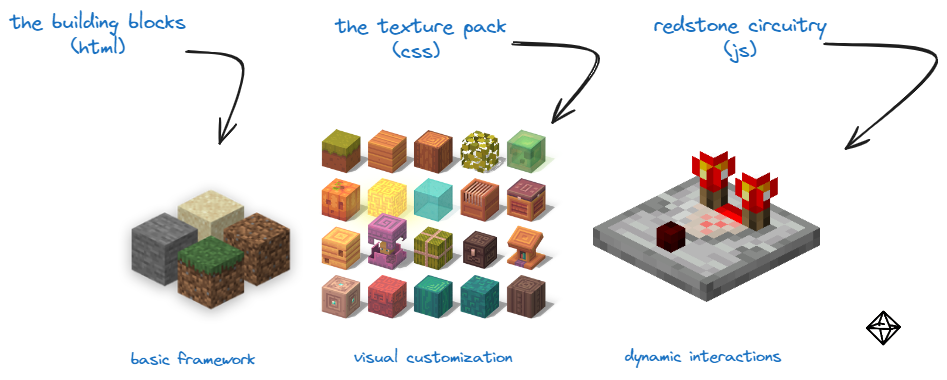 the building blocks
(html)
the texture pack
(css)
redstone circuitry
(js)
basic framework
visual customization
dynamic interactions